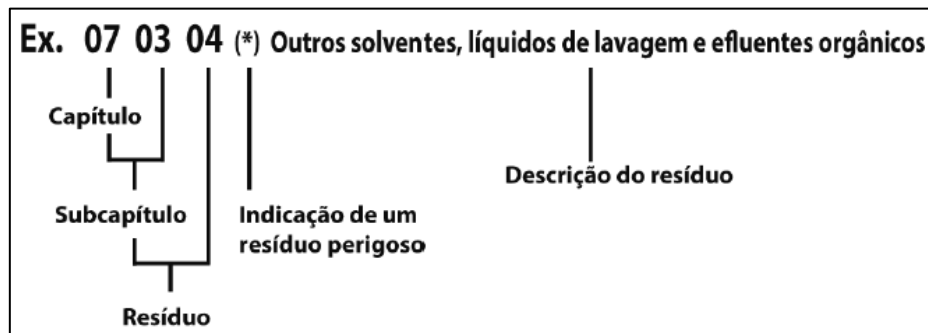 Ex. 07 03 04 (*) Outros solventes, líquidos de lavagem e efluentes orgânicos
Capítulo
Descrição do resíduo
Subcapítulo
Indicação de um
resíduo perigoso
Resíduo